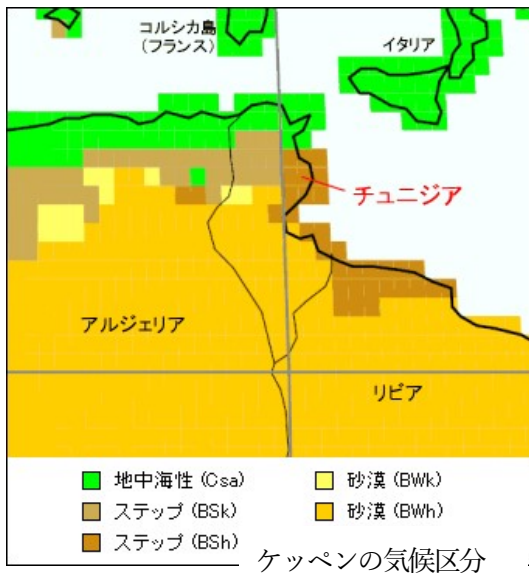 コルシカ島
(フランス)
イタリア
チュニジア
アルジェリア
リビア
地中海性 (Csa)
砂漠 (BWk)
ステップ (BSk)
砂漠 (BWh)
ステップ (BSh)
ケッペンの気候区分